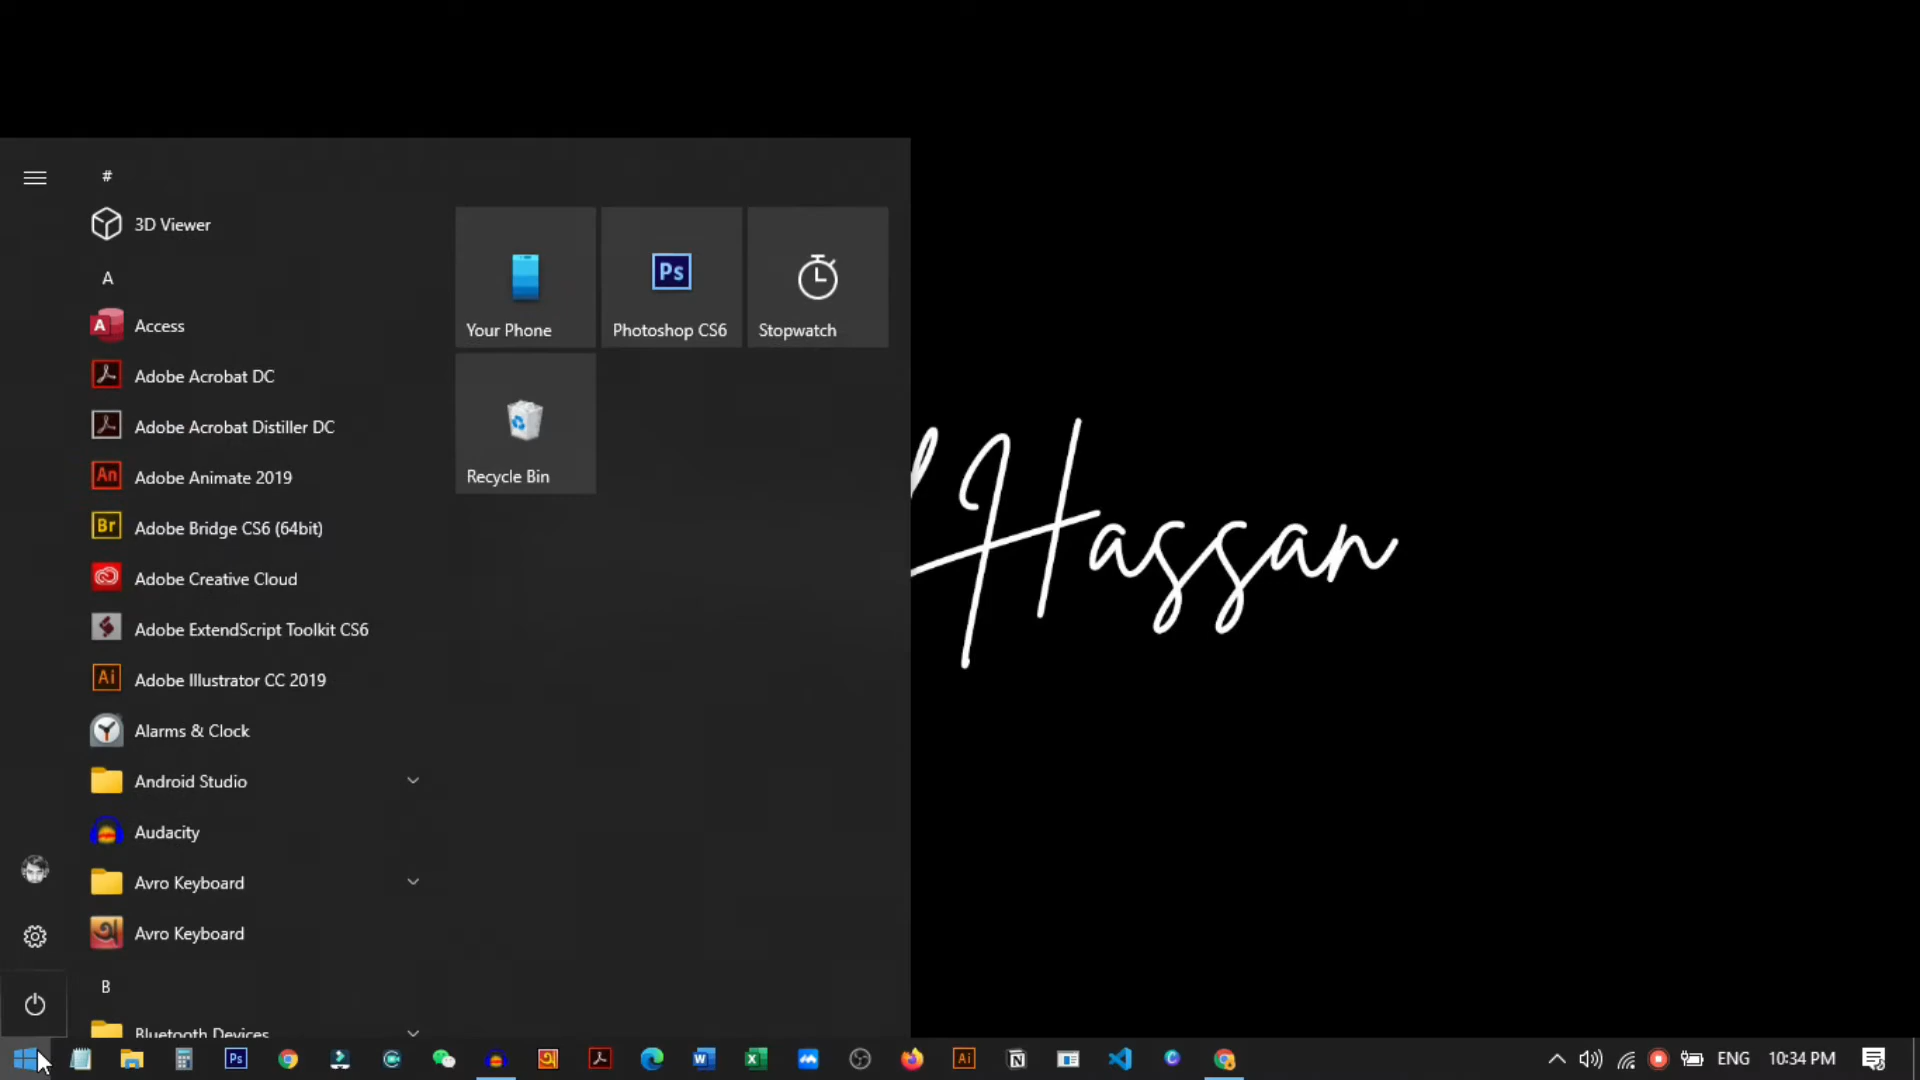 #
3D Viewer
A
Access
Adobe Acrobat DC
Adobe Acrobat Distiller DC
Adobe Animate 2019
Adobe Bridge CS6 (64bit)
Adobe Creative Cloud
Adobe ExtendScript Toolkit CS6
Adobe Illustrator CC 2019
Alarms & Clock
Android Studio
Audacity
Avro Keyboard
Avro Keyboard
B
Bluetooth Devices
Your Phone
Ps
Photoshop CS6
Stopwatch
Recycle Bin
Hassan
ENG
10:34 PM